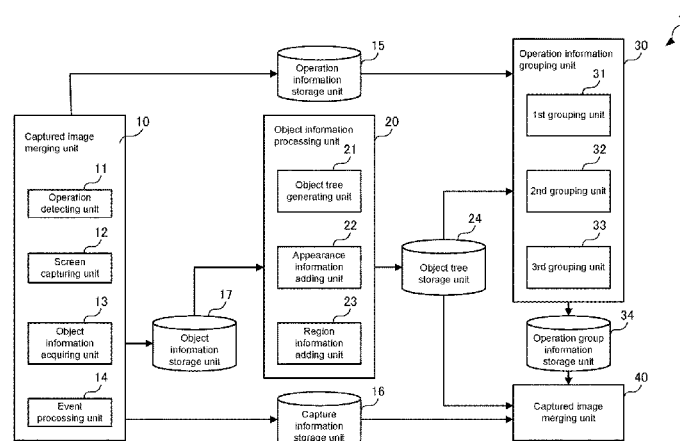 15
Operation
information
storage unit
30
Operation information
grouping unit
31
1st grouping unit
32
2nd grouping unit
33
3rd grouping unit
10
Captured image
merging unit
11
Operation
detecting unit
12
Screen
capturing unit
13
Object
information
acquiring unit
14
Event
processing unit
20
Object information
processing unit
21
Object tree
generating unit
22
Appearance
information
adding unit
23
Region
information
adding unit
17
Object
information
storage unit
24
Object tree
storage unit
16
Capture
information
storage unit
34
Operation group
information
storage unit
40
Captured image
merging unit